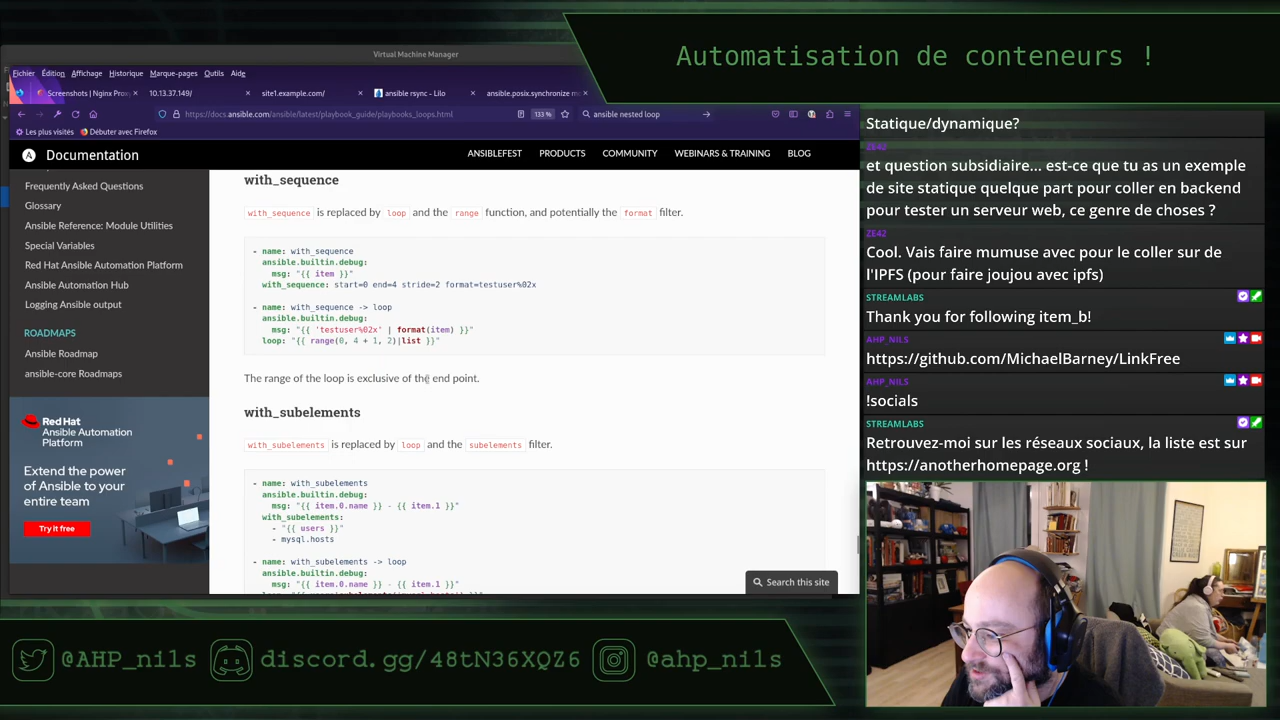 Automatisation de conteneurs !
Virtual Machine Manager
Fichier Édition Affichage Historique Marque-pages Outils Aide
Screenshots | Nginx Prox
10.13.37.149/
site1.example.com/
ansible rsync - Lilo
ansible.posix.synchronize m
https://docs.ansible.com/ansible/latest/playbook_guide/playbooks_loops.html
133 %
ansible nested loop
Les plus visités
Débuter avec Firefox
A Documentation
ANSIBLEFEST PRODUCTS COMMUNITY WEBINARS & TRAINING BLOG
Frequently Asked Questions
Glossary
Ansible Reference: Module Utilities
Special Variables
Red Hat Ansible Automation Platform
Ansible Automation Hub
Logging Ansible output
ROADMAPS
Ansible Roadmap
ansible-core Roadmaps
Red Hat
Ansible Automation
Platform
Extend the power
of Ansible to your
entire team
Try it free
with_sequence
with_sequence is replaced by loop and the range function, and potentially the format filter.
- name: with_sequence
ansible.builtin.debug:
msg: "{{ item }}"
with_sequence: start=0 end=4 stride=2 format=testuser%02x
- name: with_sequence -> loop
ansible.builtin.debug:
msg: "{{ 'testuser%02x' | format(item) }}"
loop: "{{ range(0, 4 + 1, 2)|list }}"
The range of the loop is exclusive of the end point.
with_subelements
with_subelements is replaced by loop and the subelements filter.
- name: with_subelements
ansible.builtin.debug:
msg: "{{ item.0.name }} - {{ item.1 }}"
with_subelements:
- "{{ users }}"
- mysql.hosts
- name: with_subelements -> loop
ansible.builtin.debug:
msg: "{{ item.0.name }} - {{ item.1 }}"
Search this site
Statique/dynamique?
ZE42
et question subsidiaire... est-ce que tu as un exemple
de site statique quelque part pour coller en backend
pour tester un serveur web, ce genre de choses ?
ZE42
Cool. Vais faire mumuse avec pour le coller sur de
l'IPFS (pour faire joujou avec ipfs)
STREAMLABS
Thank you for following item_b!
AHP_NILS
https://github.com/MichaelBarney/LinkFree
AHP_NILS
!socials
STREAMLABS
Retrouvez-moi sur les réseaux sociaux, la liste est sur
https://anotherhomepage.org !
@AHP_nils
discord.gg/48tN36XQZ6
@ahp_nils